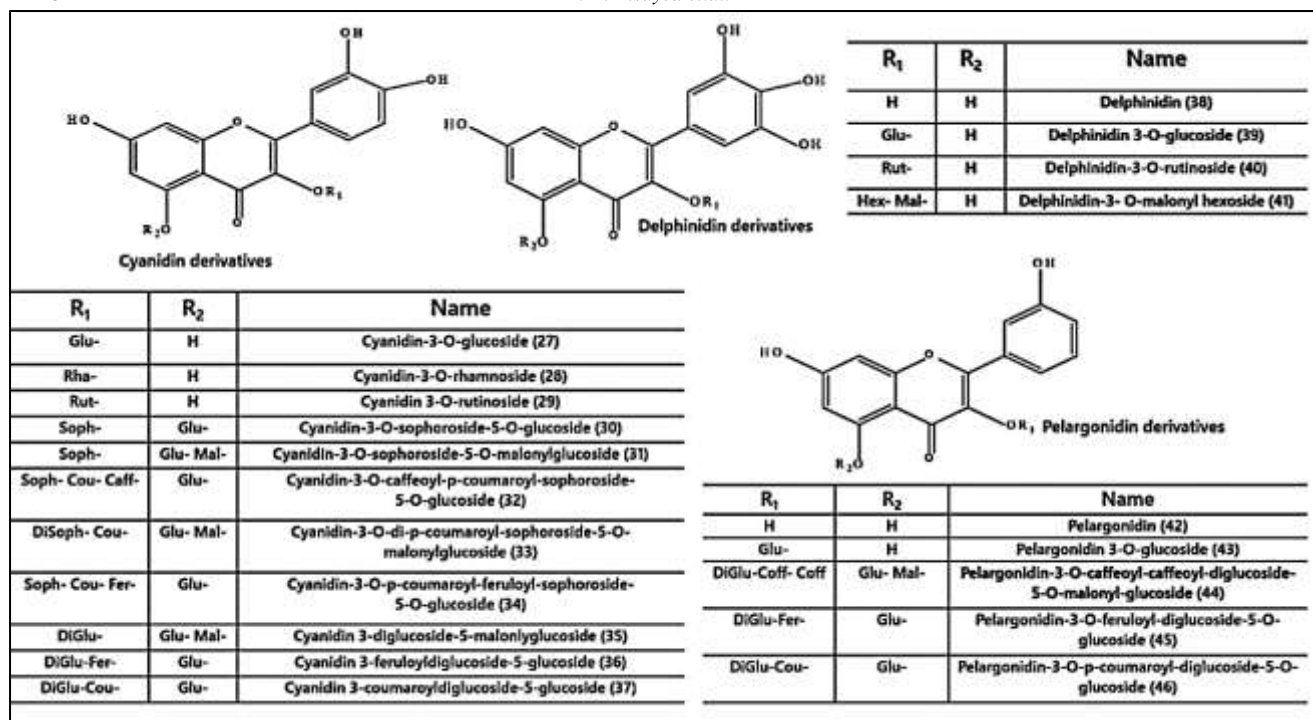 OH
OH
HO
O
OR₁
O
R₂O
Cyanidin derivatives
OH
OH
OH
HO
O
OR₁
O
R₂O
Delphinidin derivatives
R₁ R₂ Name
H H Delphinidin (38)
Glu- H Delphinidin 3-O-glucoside (39)
Rut- H Delphinidin-3-O-rutinoside (40)
Hex- Mal- H Delphinidin-3- O-malonyl hexoside (41)
R₁ R₂ Name
Glu- H Cyanidin-3-O-glucoside (27)
Rha- H Cyanidin-3-O-rhamnoside (28)
Rut- H Cyanidin 3-O-rutinoside (29)
Soph- Glu- Cyanidin-3-O-sophoroside-5-O-glucoside (30)
Soph- Glu- Mal- Cyanidin-3-O-sophoroside-5-O-malonylglucoside (31)
Soph- Cou- Caff- Glu- Cyanidin-3-O-caffeoyl-p-coumaroyl-sophoroside-
5-O-glucoside (32)
DiSoph- Cou- Glu- Mal- Cyanidin-3-O-di-p-coumaroyl-sophoroside-5-O-
malonylglucoside (33)
Soph- Cou- Fer- Glu- Cyanidin-3-O-p-coumaroyl-feruloyl-sophoroside-
5-O-glucoside (34)
DiGlu- Glu- Mal- Cyanidin 3-diglucoside-5-malonlyglucoside (35)
DiGlu-Fer- Glu- Cyanidin 3-feruloyldiglucoside-5-glucoside (36)
DiGlu-Cou- Glu- Cyanidin 3-coumaroyldiglucoside-5-glucoside (37)
OH
HO
O
OR₁ Pelargonidin derivatives
O
R₂O
R₁ R₂ Name
H H Pelargonidin (42)
Glu- H Pelargonidin 3-O-glucoside (43)
DiGlu-Coff- Coff Glu- Mal- Pelargonidin-3-O-caffeoyl-caffeoyl-diglucoside-
5-O-malonyl-glucoside (44)
DiGlu-Fer- Glu- Pelargonidin-3-O-feruloyl-diglucoside-5-O-
glucoside (45)
DiGlu-Cou- Glu- Pelargonidin-3-O-p-coumaroyl-diglucoside-5-O-
glucoside (46)